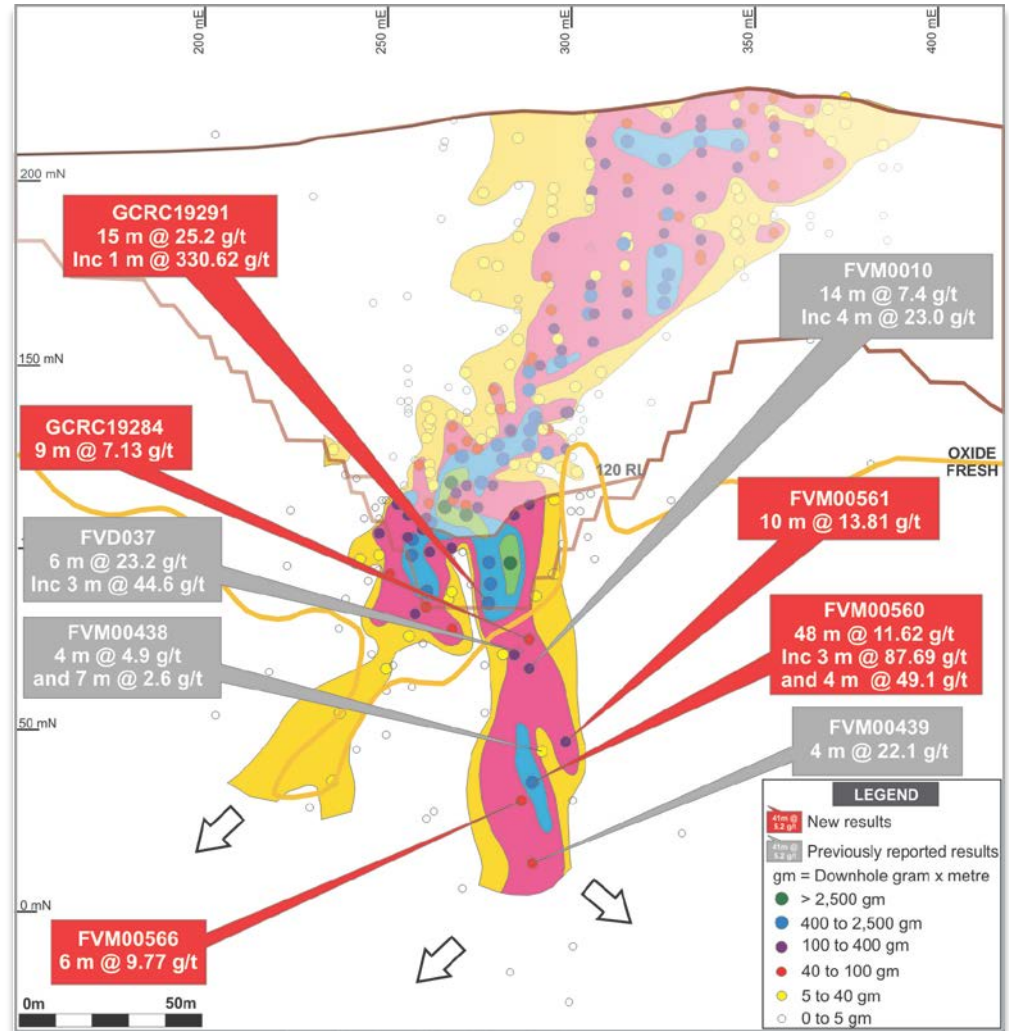 200 mE
250 mE
300 mE
350 mE
400 mE
200 mN
GCRC19291
15 m @ 25.2 g/t
Inc 1 m @ 330.62 g/t
FVM0010
14 m @ 7.4 g/t
Inc 4 m @ 23.0 g/t
150 mN
GCRC19284
9 m @ 7.13 g/t
120 RL
OXIDE
FRESH
FVM00561
10 m @ 13.81 g/t
FVD037
6 m @ 23.2 g/t
Inc 3 m @ 44.6 g/t
FVM00560
48 m @ 11.62 g/t
Inc 3 m @ 87.69 g/t
and 4 m @ 49.1 g/t
FVM00438
4 m @ 4.9 g/t
and 7 m @ 2.6 g/t
50 mN
FVM00439
4 m @ 22.1 g/t
LEGEND
41m @
5.2 g/t
New results
41m @
5.2 g/t
Previously reported results
gm = Downhole gram x metre
> 2,500 gm
400 to 2,500 gm
100 to 400 gm
40 to 100 gm
5 to 40 gm
0 to 5 gm
0 mN
FVM00566
6 m @ 9.77 g/t
0m
50m